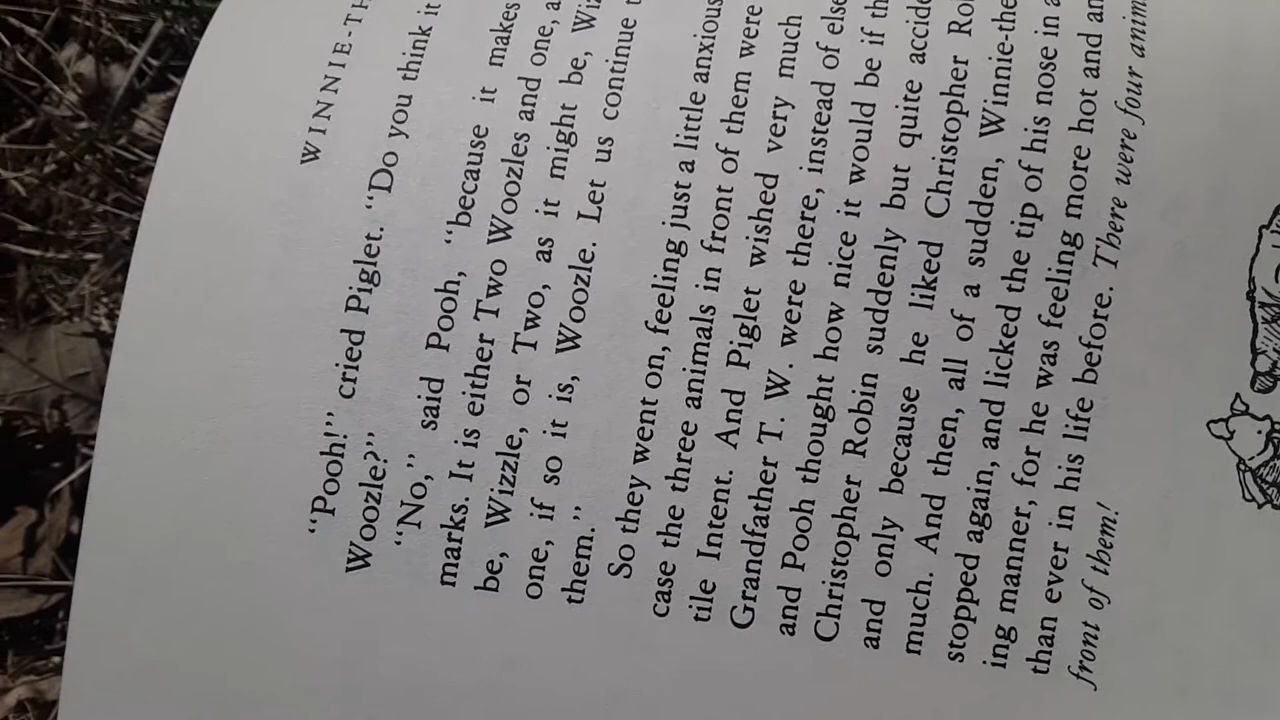 WINNIE-TH
"Pooh!" cried Piglet. "Do you think it
Woozle?"
"No," said Pooh, "because it makes
marks. It is either Two Woozles and one, a
be, Wizzle, or Two, as it might be, Wiz
one, if so it is, Woozle. Let us continue t
them."
So they went on, feeling just a little anxious
case the three animals in front of them were
tile Intent. And Piglet wished very much
Grandfather T. W. were there, instead of else
and Pooh thought how nice it would be if th
Christopher Robin suddenly but quite accide
and only because he liked Christopher Ro
much. And then, all of a sudden, Winnie-the
stopped again, and licked the tip of his nose in a
ing manner, for he was feeling more hot and an
than ever in his life before. There were four anim
front of them!